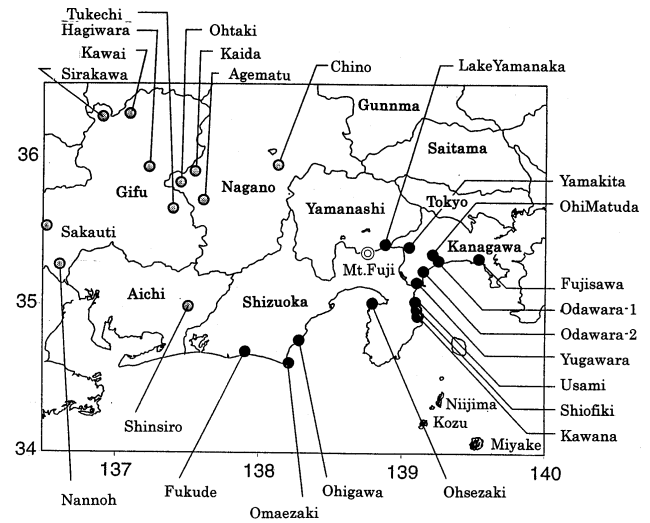 Tukechi
Hagiwara
Ohtaki
Kawai
Kaida
Sirakawa
Agematu
Chino
LakeYamanaka
Gunnma
36
Saitama
Yamakita
Gifu
Nagano
Yamanashi
Tokyo
OhiMatuda
Sakauti
Kanagawa
Mt.Fuji
Fujisawa
Aichi
Shizuoka
35
Odawara-1
Odawara-2
Yugawara
Usami
Niijima
Shiofiki
Shinsiro
Kozu
Kawana
Miyake
34
137
138
139
140
Nannoh
Fukude
Ohigawa
Ohsezaki
Omaezaki